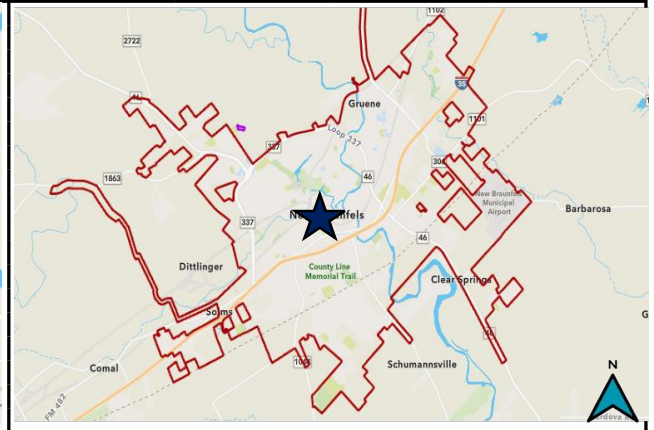 1102
2722
35
46
Gruene
1101
Loop 337
337
306
1863
46
New Braunfels
Municipal
Airport
Barbarosa
337
46
Dittlinger
County Line
Memorial Trail
Clear Springs
Solms
46
Comal
Schumannsville
N
FM 482